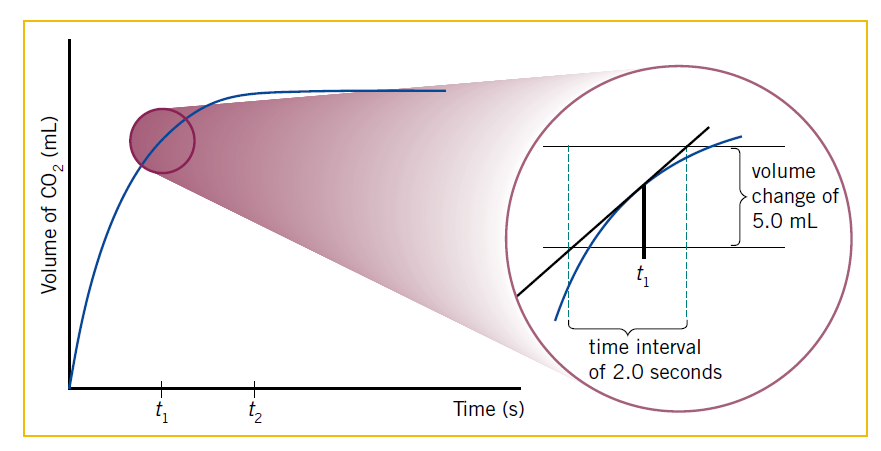 Volume of CO₂ (mL)
t₁
t₂
Time (s)
volume
change of
5.0 mL
t₁
time interval
of 2.0 seconds